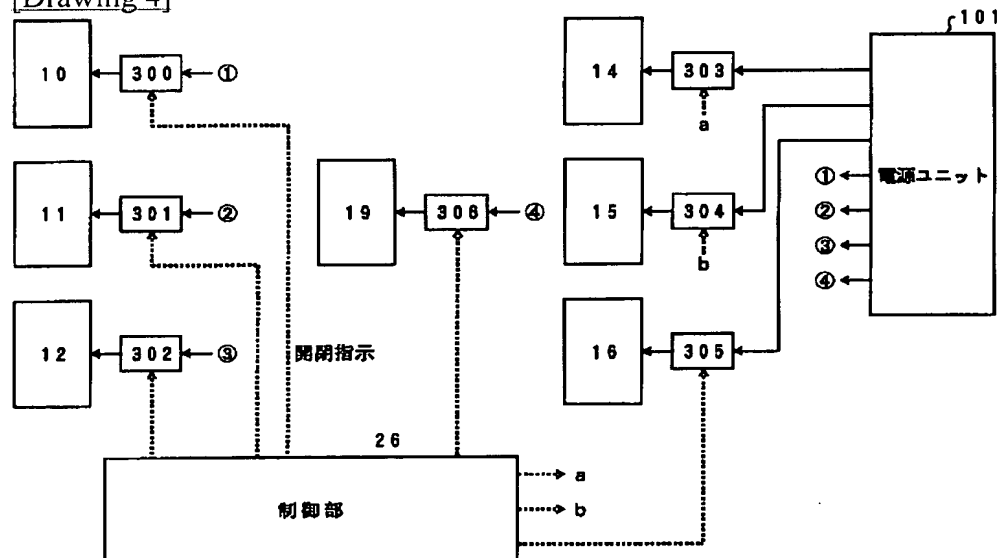 [Drawing 4]
101
10 300 ①
14 303
a
11 301 ②
19 306 ④
15 304
b
電源ユニット
①
②
③
④
12 302 ③
開閉指示
16 305
26
制御部
a
b